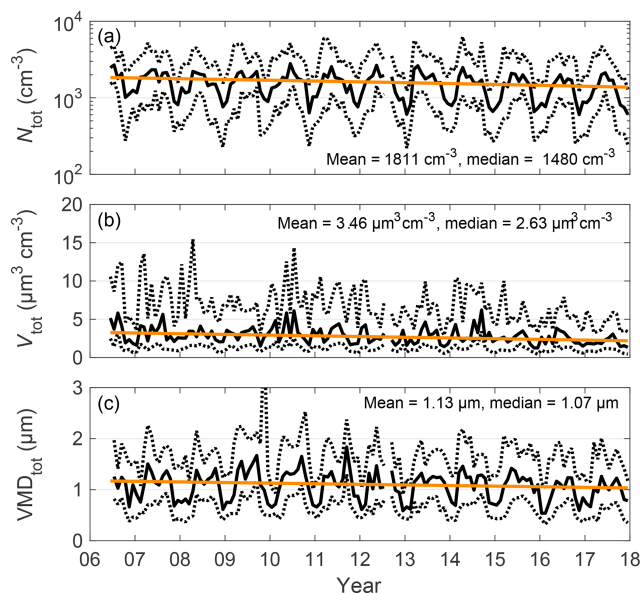 10⁴
(a)
10³
N_tot (cm⁻³)
Mean = 1811 cm⁻³, median = 1480 cm⁻³
10²
20
(b)
Mean = 3.46 µm³cm⁻³, median = 2.63 µm³cm⁻³
15
10
5
0
V_tot (µm³ cm⁻³)
3
(c)
Mean = 1.13 µm, median = 1.07 µm
2
1
0
VMD_tot (µm)
06 07 08 09 10 11 12 13 14 15 16 17 18
Year